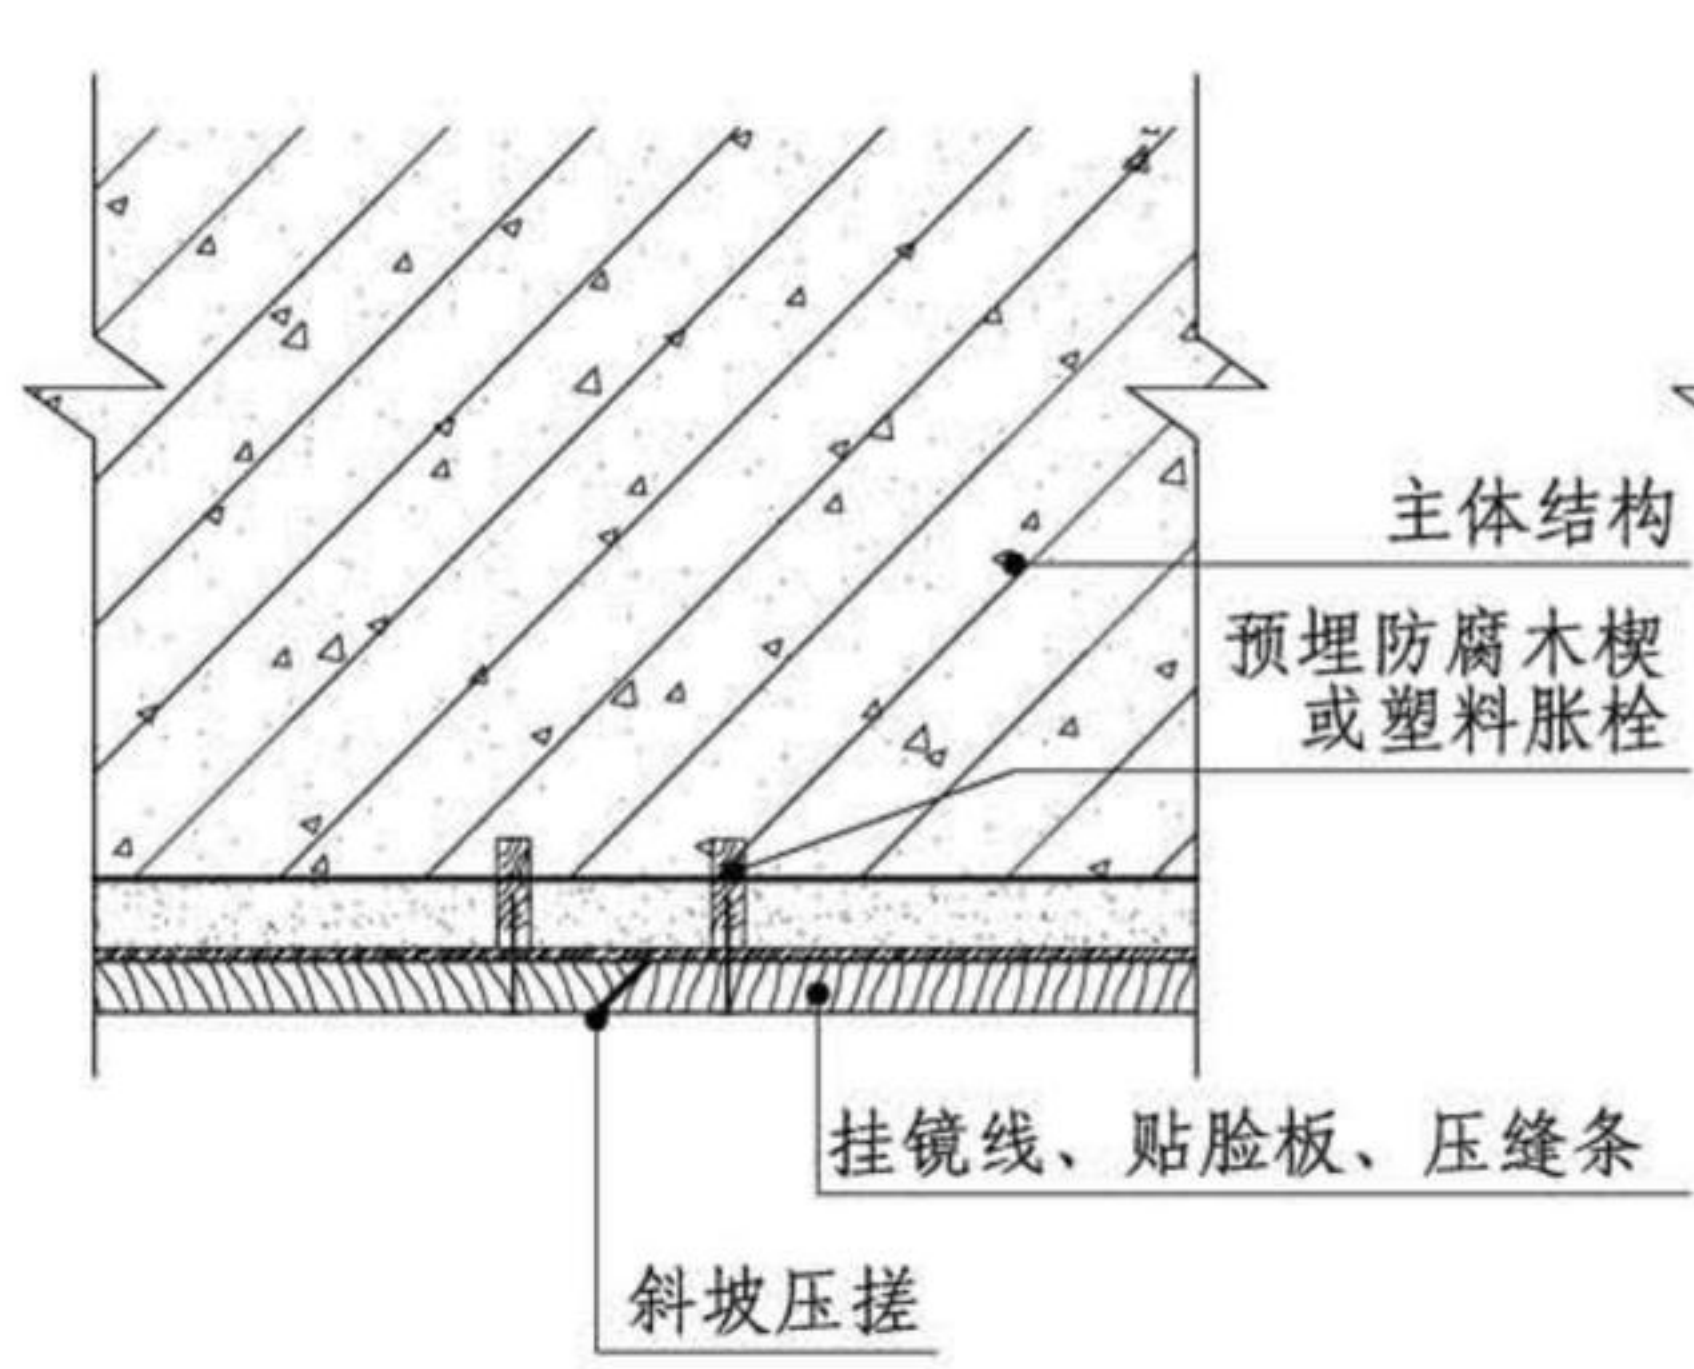 主体结构
预埋防腐木楔
或塑料胀栓
挂镜线、贴脸板、压缝条
斜坡压搓